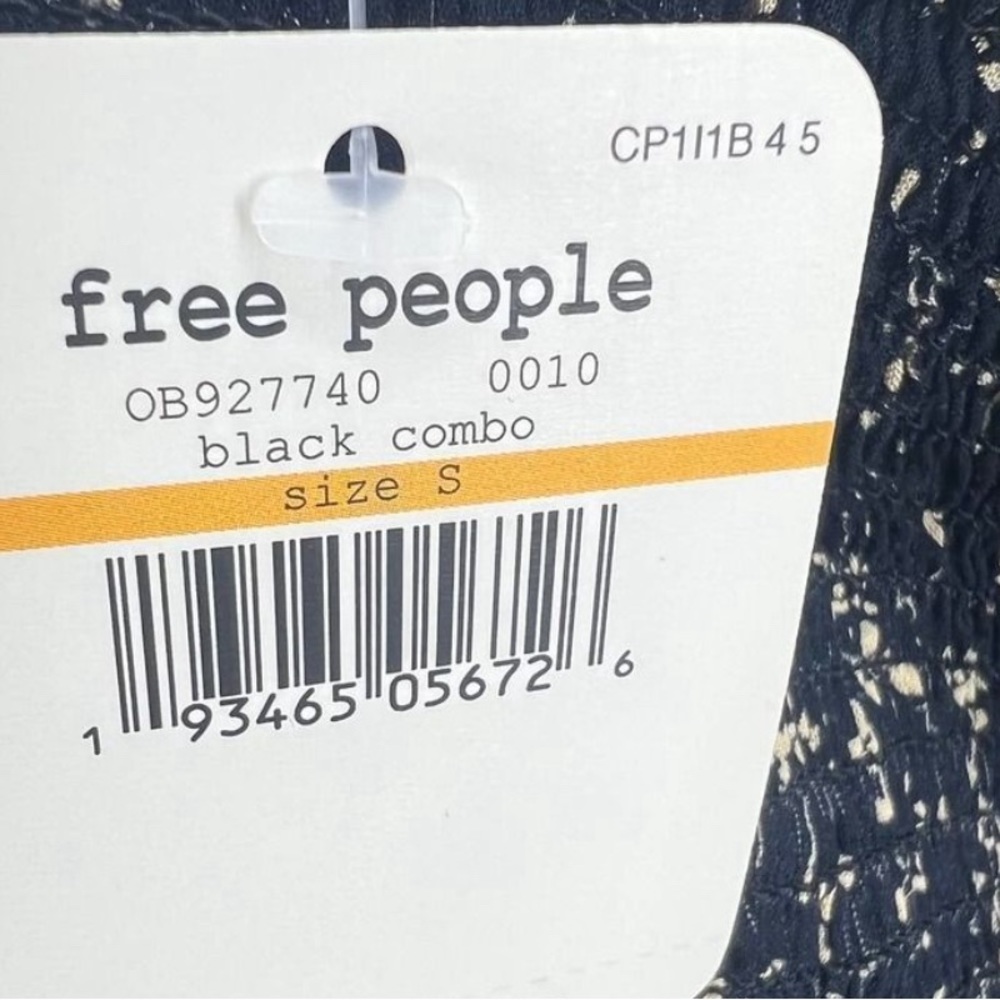 CP1I1B 4 5
free people
OB927740 0010
black combo
size S
1 93465 05672 6